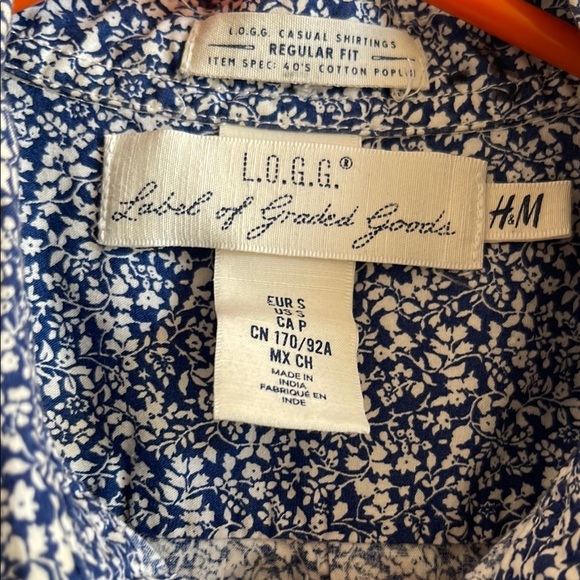 L.O.G.G. CASUAL SHIRTINGS
REGULAR FIT
ITEM SPEC: 40'S COTTON POPLIN
L.O.G.G.®
Label of Graded Goods
H&M
EUR S
US S
CA P
CN 170/92A
MX CH
MADE IN
INDIA
FABRIQUÉ EN
INDE